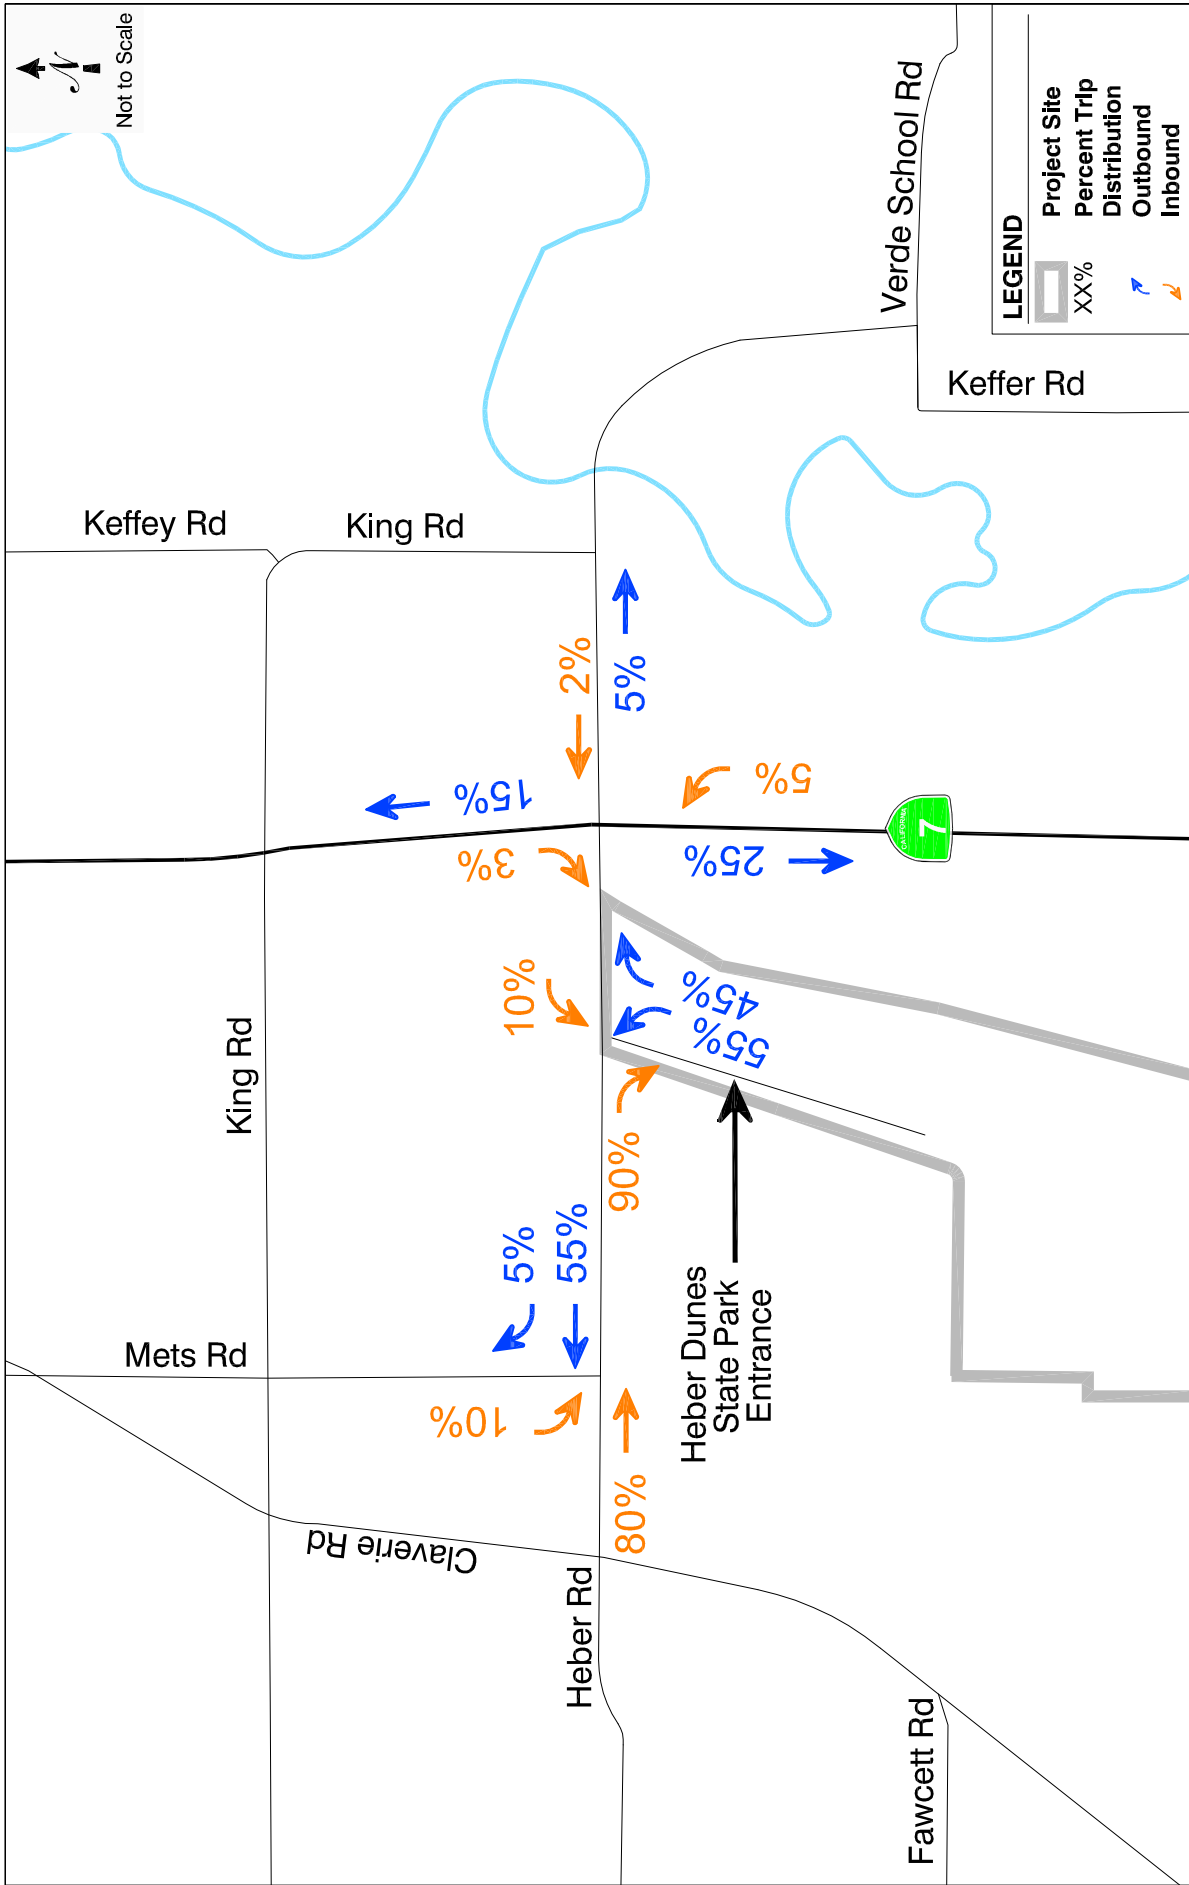 N
Not to Scale
Verde School Rd
Keffer Rd
Keffey Rd
King Rd
2%
5%
15%
5%
3%
25%
CALIFORNIA
7
10%
45%
55%
90%
King Rd
5%
55%
Mets Rd
10%
80%
Heber Dunes
State Park
Entrance
Claverie Rd
Heber Rd
Fawcett Rd
LEGEND
Project Site
XX% Percent Trip
Distribution
Outbound
Inbound